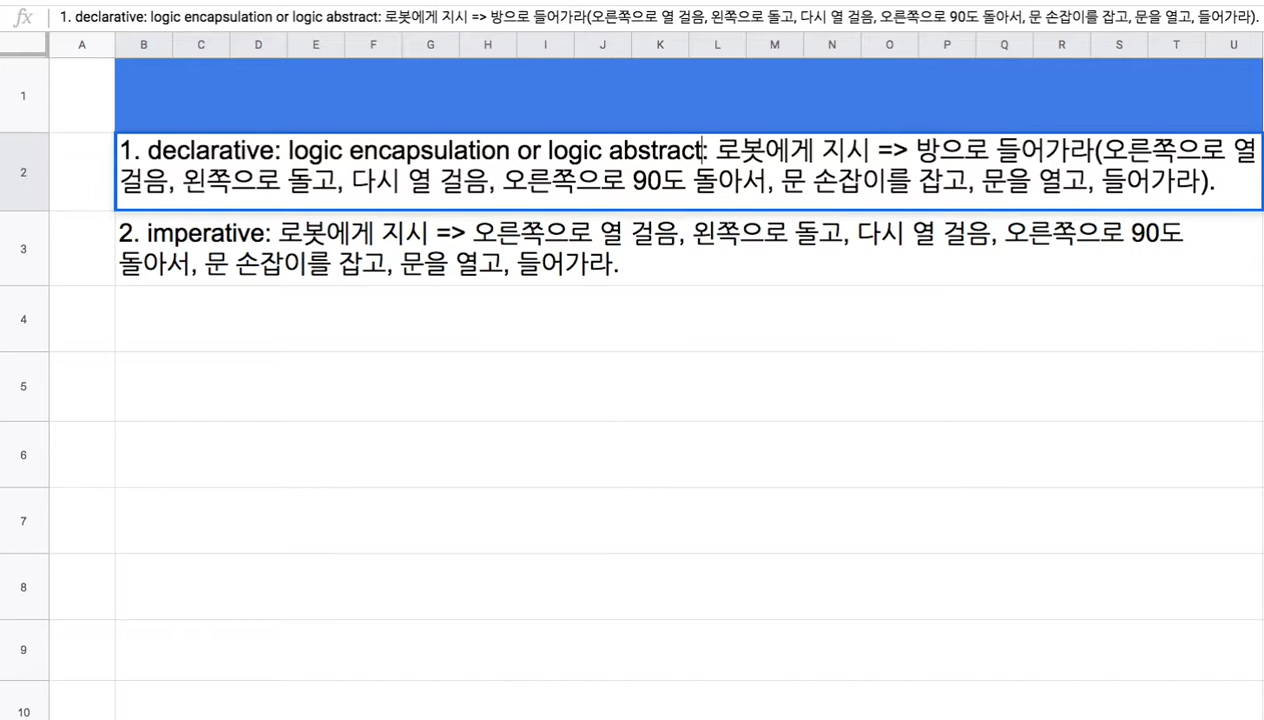 fx 1. declarative: logic encapsulation or logic abstract: 로봇에게 지시 => 방으로 들어가라(오른쪽으로 열 걸음, 왼쪽으로 돌고, 다시 열 걸음, 오른쪽으로 90도 돌아서, 문 손잡이를 잡고, 문을 열고, 들어가라).
A B C D E F G H I J K L M N O P Q R S T U
1
2 1. declarative: logic encapsulation or logic abstract: 로봇에게 지시 => 방으로 들어가라(오른쪽으로 열
걸음, 왼쪽으로 돌고, 다시 열 걸음, 오른쪽으로 90도 돌아서, 문 손잡이를 잡고, 문을 열고, 들어가라).
3 2. imperative: 로봇에게 지시 => 오른쪽으로 열 걸음, 왼쪽으로 돌고, 다시 열 걸음, 오른쪽으로 90도
돌아서, 문 손잡이를 잡고, 문을 열고, 들어가라.
4
5
6
7
8
9
10